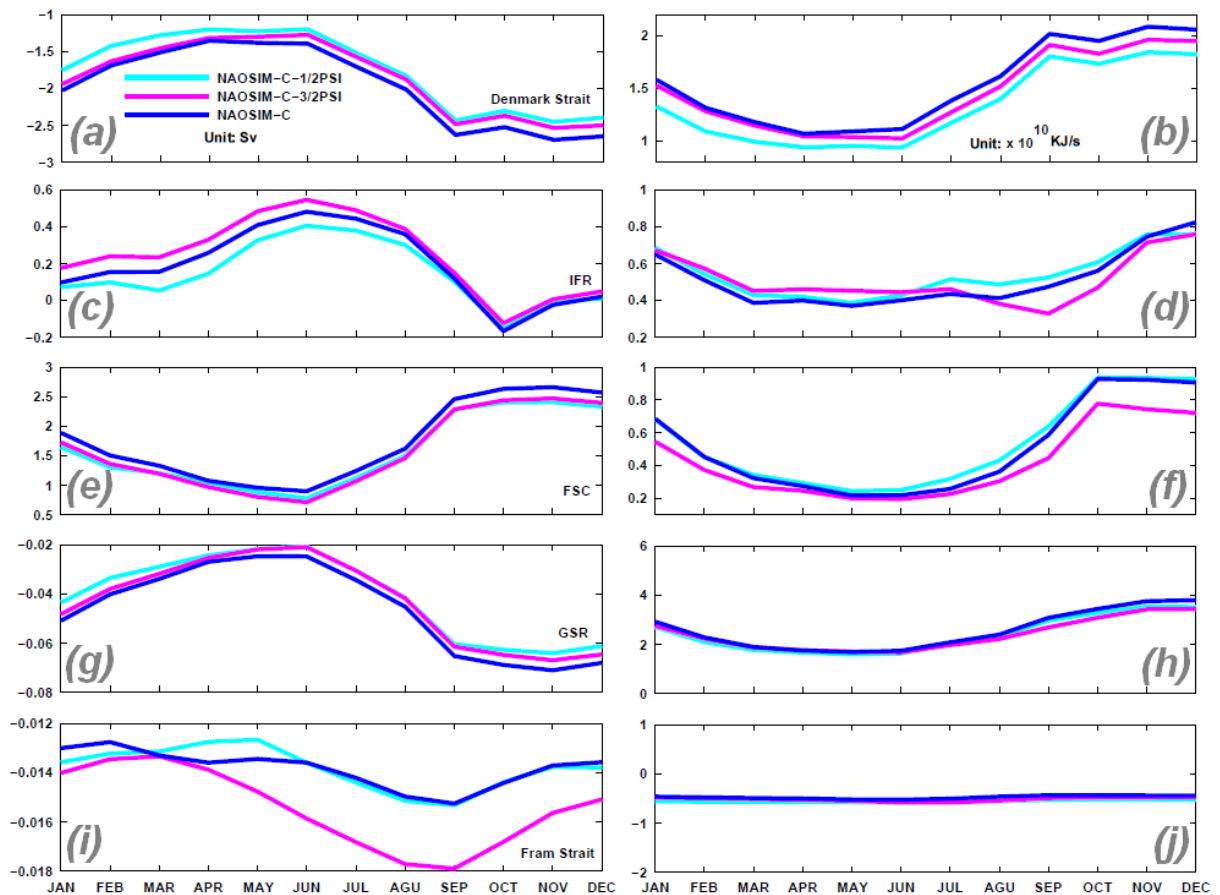 −1
−1.5
−2
−2.5
−3
NAOSIM−C−1/2PSI
NAOSIM−C−3/2PSI
NAOSIM−C
Unit: Sv
Denmark Strait
(a)
2
1.5
1
Unit: x 10^10 KJ/s
(b)
0.6
0.4
0.2
0
−0.2
IFR
(c)
1
0.8
0.6
0.4
0.2
(d)
3
2.5
2
1.5
1
0.5
FSC
(e)
1
0.8
0.6
0.4
0.2
(f)
−0.02
−0.04
−0.06
−0.08
GSR
(g)
6
4
2
0
(h)
−0.012
−0.014
−0.016
−0.018
Fram Strait
(i)
1
0
−1
−2
(j)
JAN FEB MAR APR MAY JUN JUL AGU SEP OCT NOV DEC
JAN FEB MAR APR MAY JUN JUL AGU SEP OCT NOV DEC